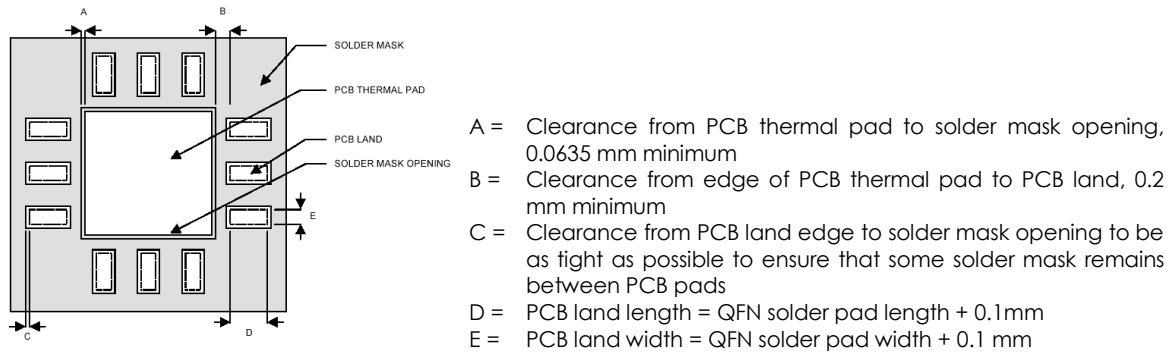 A
B
SOLDER MASK
PCB THERMAL PAD
PCB LAND
SOLDER MASK OPENING
E
C
D
A = Clearance from PCB thermal pad to solder mask opening,
0.0635 mm minimum
B = Clearance from edge of PCB thermal pad to PCB land, 0.2
mm minimum
C = Clearance from PCB land edge to solder mask opening to be
as tight as possible to ensure that some solder mask remains
between PCB pads
D = PCB land length = QFN solder pad length + 0.1mm
E = PCB land width = QFN solder pad width + 0.1 mm